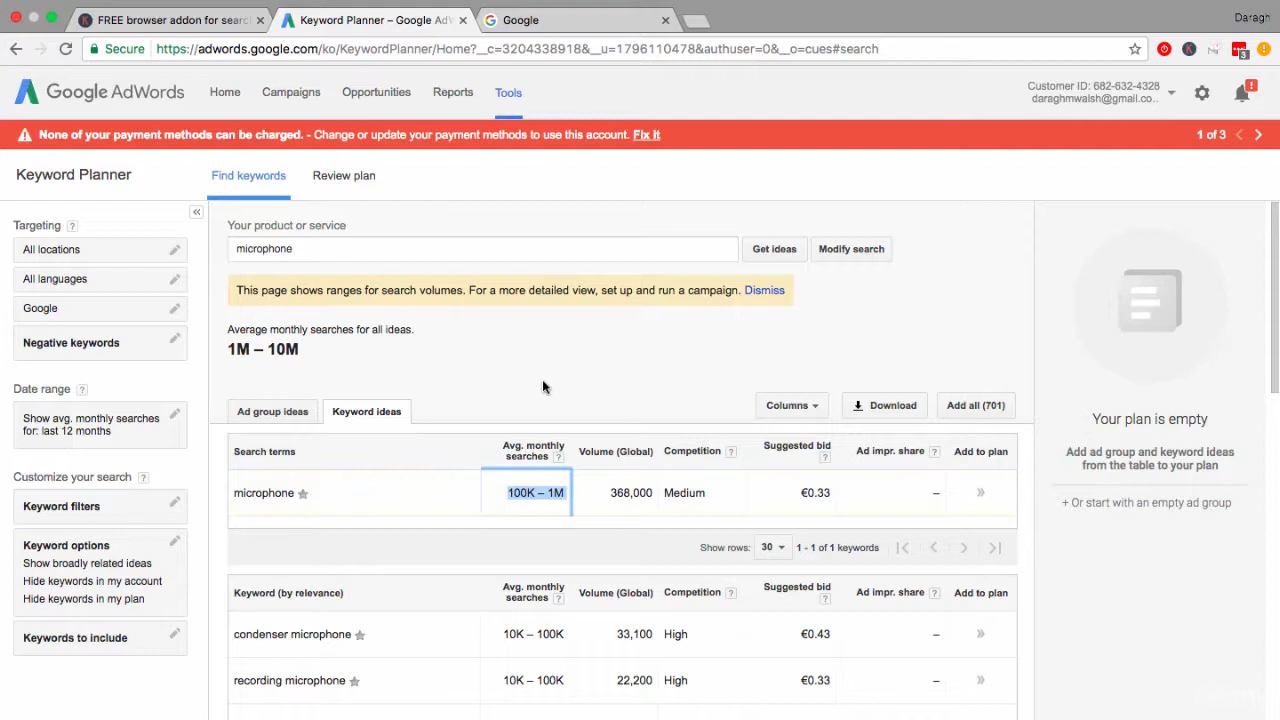 FREE browser addon for searc
Keyword Planner – Google AdW
Google
Daragh
Secure
https://adwords.google.com/ko/KeywordPlanner/Home?__c=3204338918&__u=1796110478&authuser=0&__o=cues#search
Google AdWords
Home
Campaigns
Opportunities
Reports
Tools
Customer ID: 682-632-4328
daraghmwalsh@gmail.co..
None of your payment methods can be charged. - Change or update your payment methods to use this account. Fix it
1 of 3
Keyword Planner
Find keywords
Review plan
Targeting ?
All locations
All languages
Google
Negative keywords
Date range ?
Show avg. monthly searches
for: last 12 months
Customize your search ?
Keyword filters
Keyword options
Show broadly related ideas
Hide keywords in my account
Hide keywords in my plan
Keywords to include
Your product or service
microphone
Get ideas
Modify search
This page shows ranges for search volumes. For a more detailed view, set up and run a campaign. Dismiss
Average monthly searches for all ideas.
1M – 10M
Ad group ideas
Keyword ideas
Columns
Download
Add all (701)
Search terms
Avg. monthly
searches ?
Volume (Global)
Competition ?
Suggested bid
?
Ad impr. share ?
Add to plan
microphone
100K – 1M
368,000
Medium
€0.33
–
»
Show rows: 30
1 - 1 of 1 keywords
Keyword (by relevance)
Avg. monthly
searches ?
Volume (Global)
Competition ?
Suggested bid
?
Ad impr. share ?
Add to plan
condenser microphone
10K – 100K
33,100
High
€0.43
–
»
recording microphone
10K – 100K
22,200
High
€0.33
–
»
Your plan is empty
Add ad group and keyword ideas
from the table to your plan
+ Or start with an empty ad group